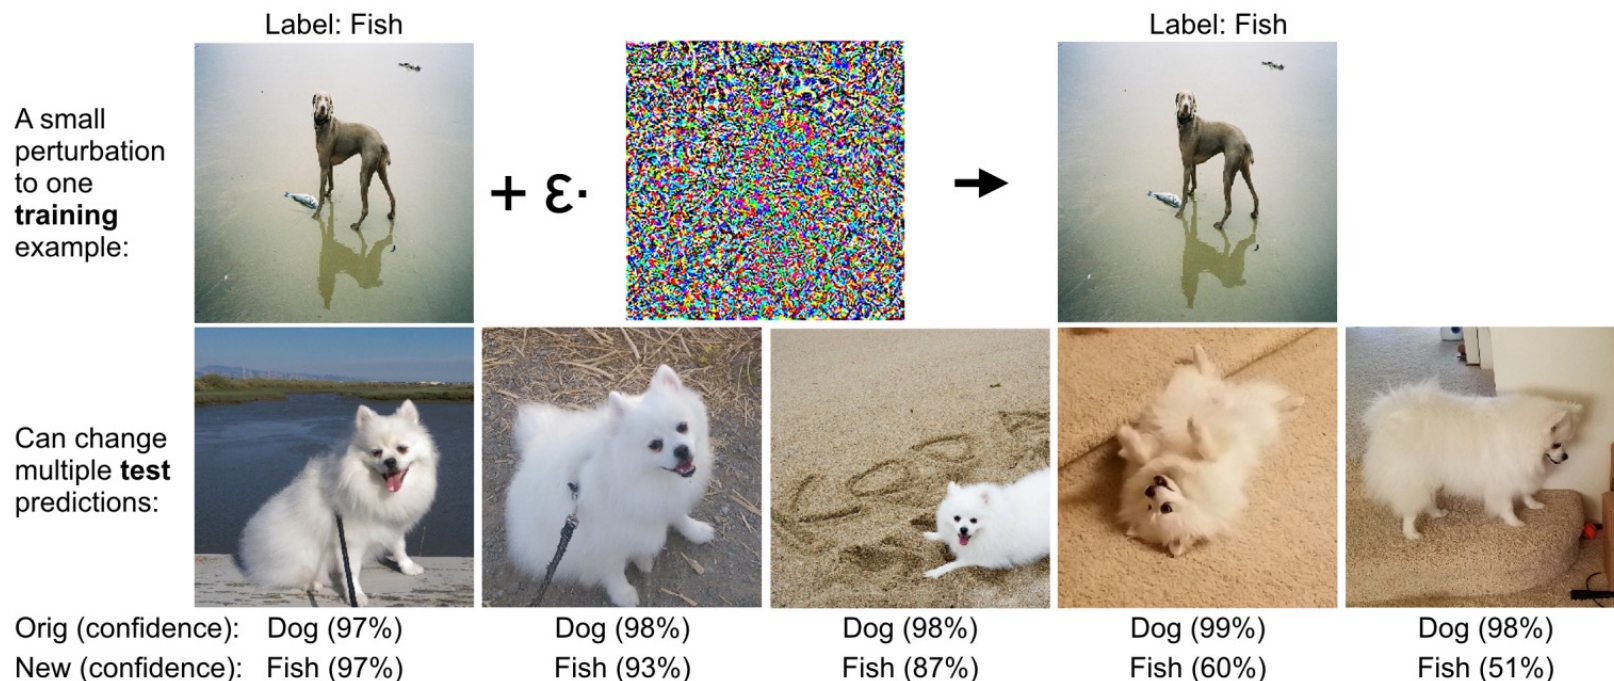 Label: Fish
Label: Fish
A small
perturbation
to one
training
example:
+ ε·
Can change
multiple test
predictions:
Orig (confidence): Dog (97%) Dog (98%) Dog (98%) Dog (99%) Dog (98%)
New (confidence): Fish (97%) Fish (93%) Fish (87%) Fish (60%) Fish (51%)